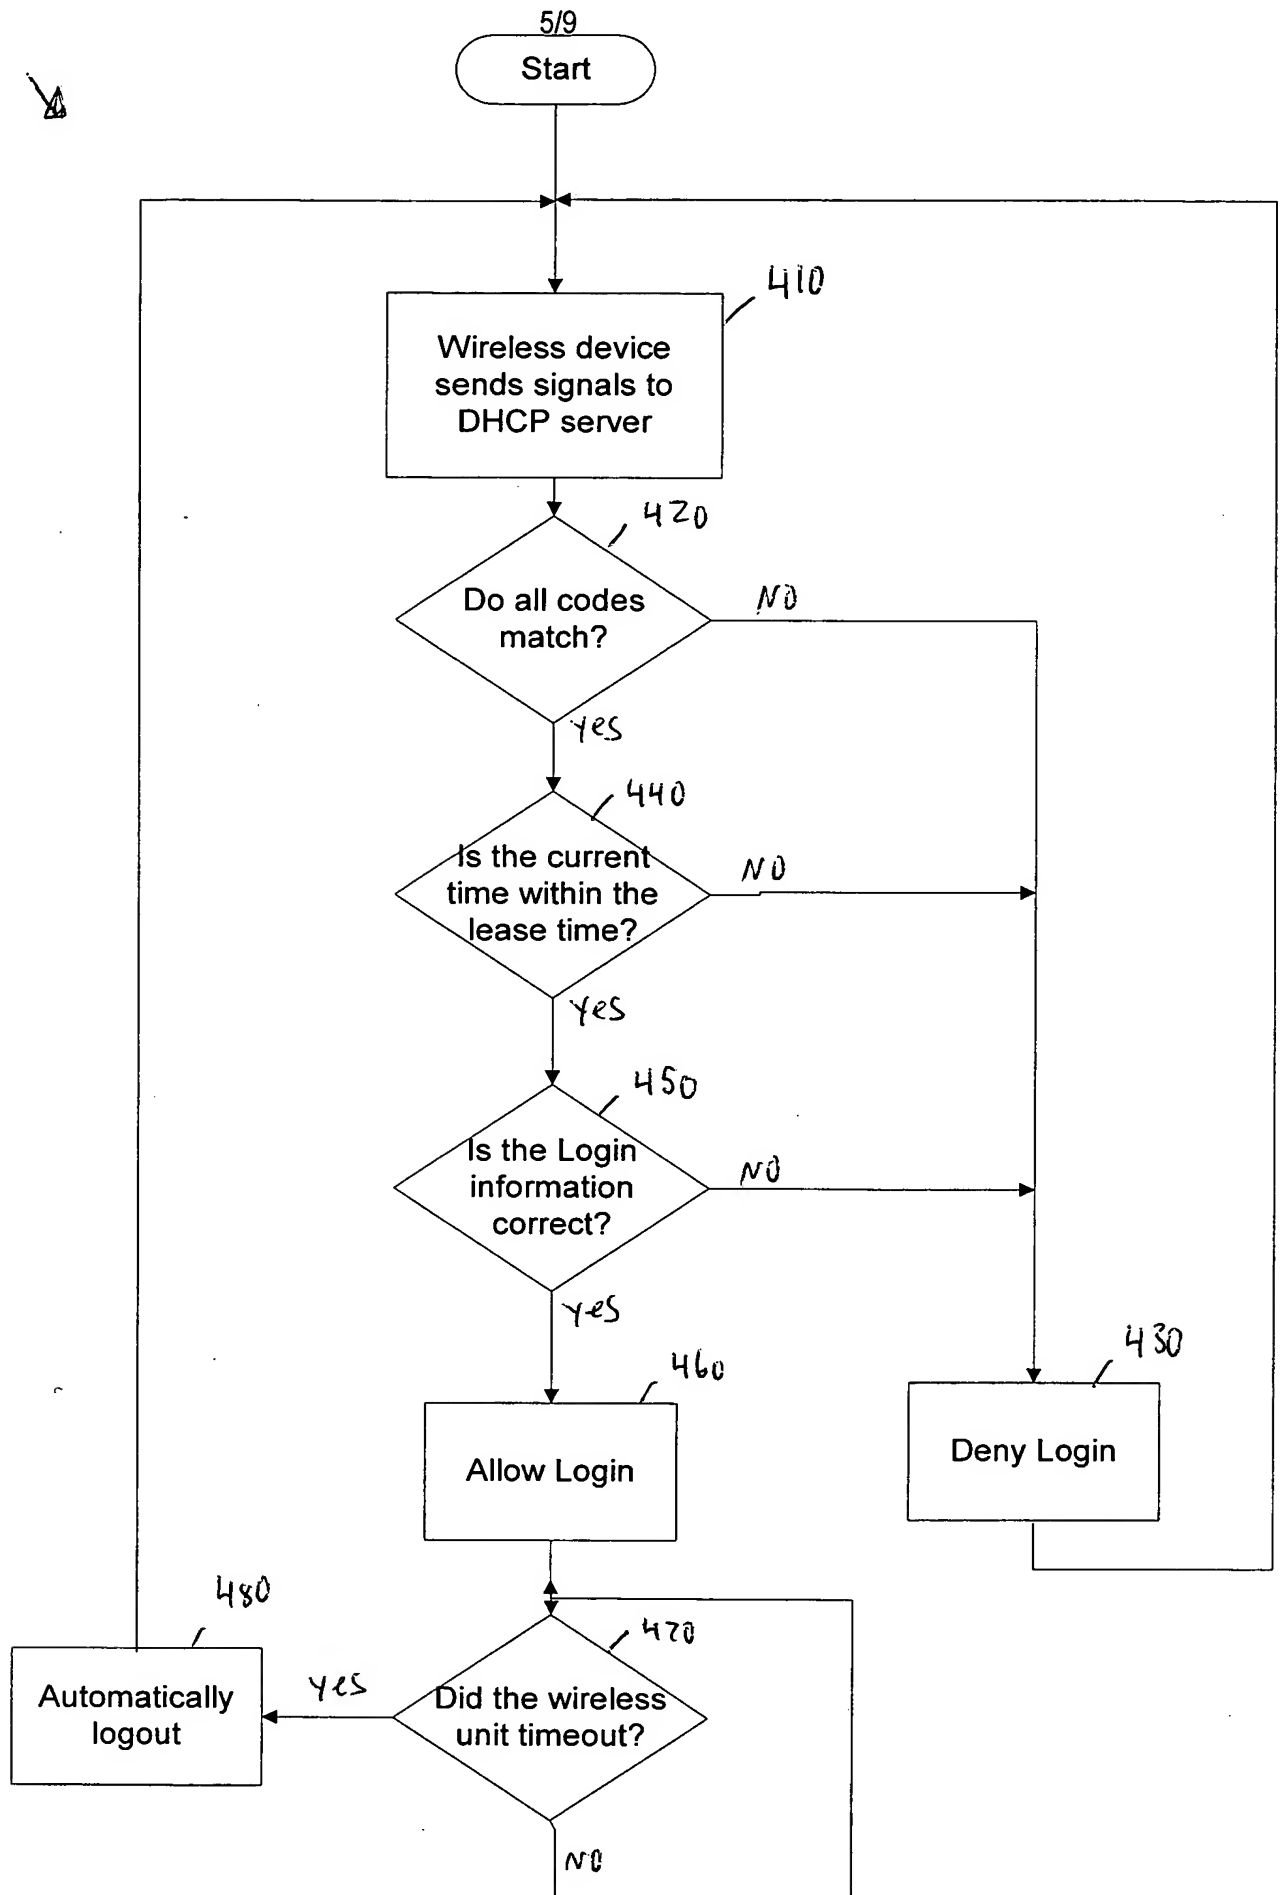 5/9
Start
410
Wireless device
sends signals to
DHCP server
420
Do all codes
match?
NO
yes
440
Is the current
time within the
lease time?
NO
yes
450
Is the Login
information
correct?
NO
yes
460
Allow Login
430
Deny Login
480
Automatically
logout
yes
470
Did the wireless
unit timeout?
NO